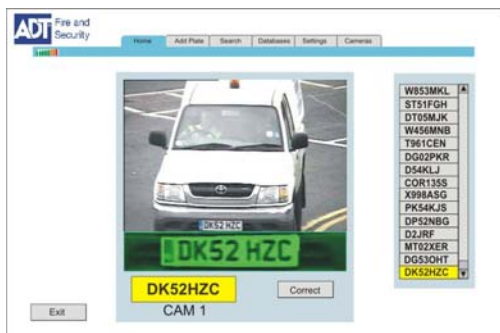 ADT Fire and Security
Home Add Plate Search Databases Settings Cameras
DK52 HZC
DK52 HZC
DK52HZC
CAM 1
Correct
Exit
W853MKL
ST51FGH
DT05MJK
W456MNB
T961CEN
DG02PKR
D54KLJ
COR135S
X998ASG
PK54KJS
DP52NBG
D2JRF
MT02XER
DG53OHT
DK52HZC